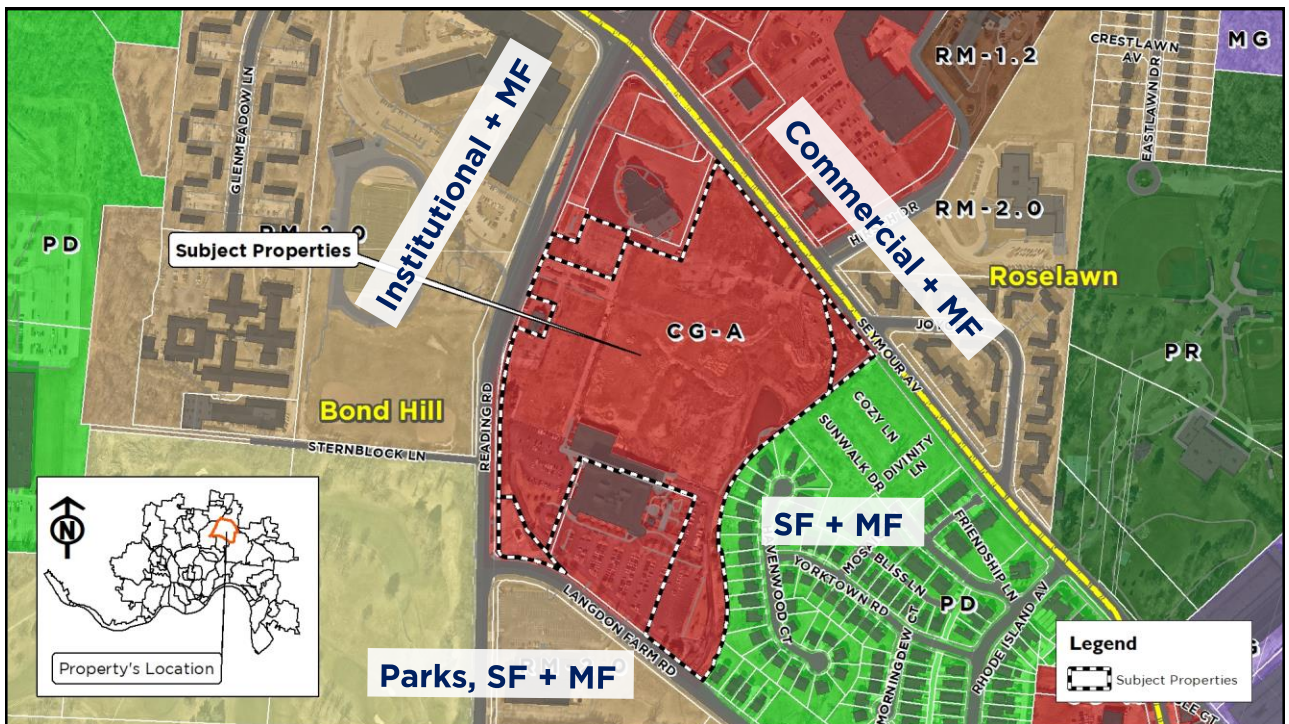 CRESTLAWN
AV
MG
RM-1.2
EASTLAWN DR
GLENMEADOW LN
Institutional + MF
Commercial + MF
PD
Subject Properties
RM-2.0
Roselawn
CG-A
SEYMOUR AV
PR
Bond Hill
READING RD
STERNBLOCK LN
COZY LN
SUNWALK DR
DIVINITY
LN
N
SF + MF
FRIENDSHIP LN
BLISS LN
YORKTOWN RD
PD
MORNINGDEW CT
RHODE ISLAND AV
LANGDON FARM RD
Property's Location
Parks, SF + MF
Legend
Subject Properties